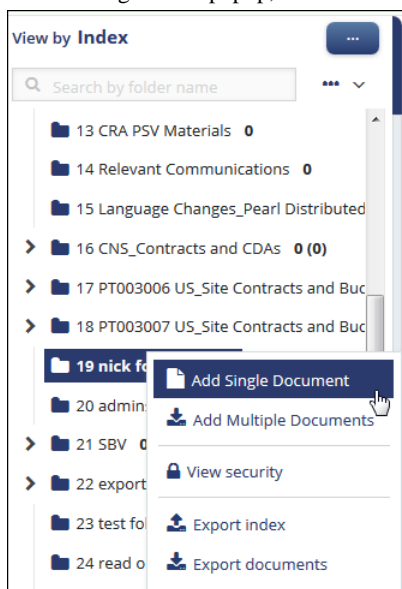 View by Index
...
Search by folder name
13 CRA PSV Materials 0
14 Relevant Communications 0
15 Language Changes_Pearl Distributed
16 CNS_Contracts and CDAs 0 (0)
17 PT003006 US_Site Contracts and Buc
18 PT003007 US_Site Contracts and Buc
19 nick fo
Add Single Document
20 admin
Add Multiple Documents
21 SBV 0
View security
22 export
23 test fol
Export index
24 read o
Export documents